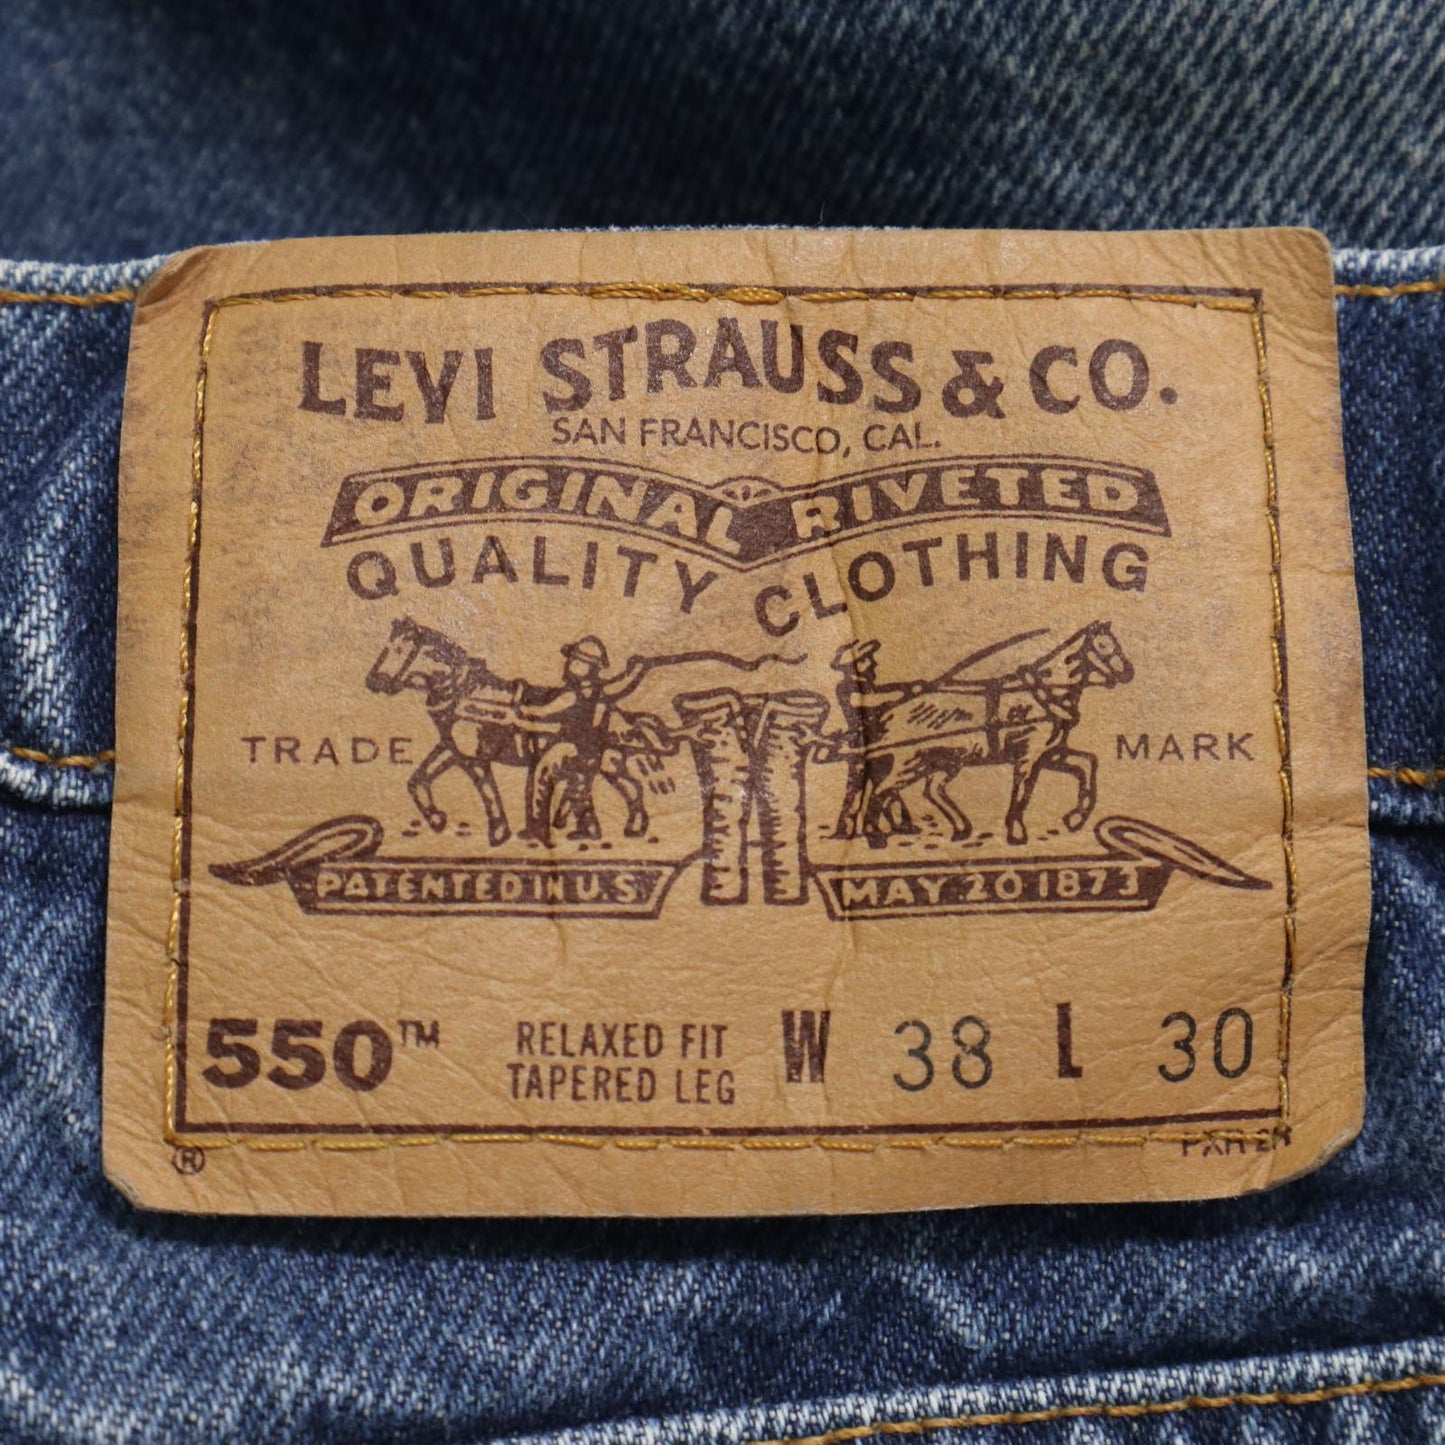 LEVI STRAUSS & CO.
SAN FRANCISCO, CAL.
ORIGINAL RIVETED
QUALITY CLOTHING
TRADE MARK
PATENTED IN U.S. MAY 20 1873
550™ RELAXED FIT W 38 L 30
TAPERED LEG
®